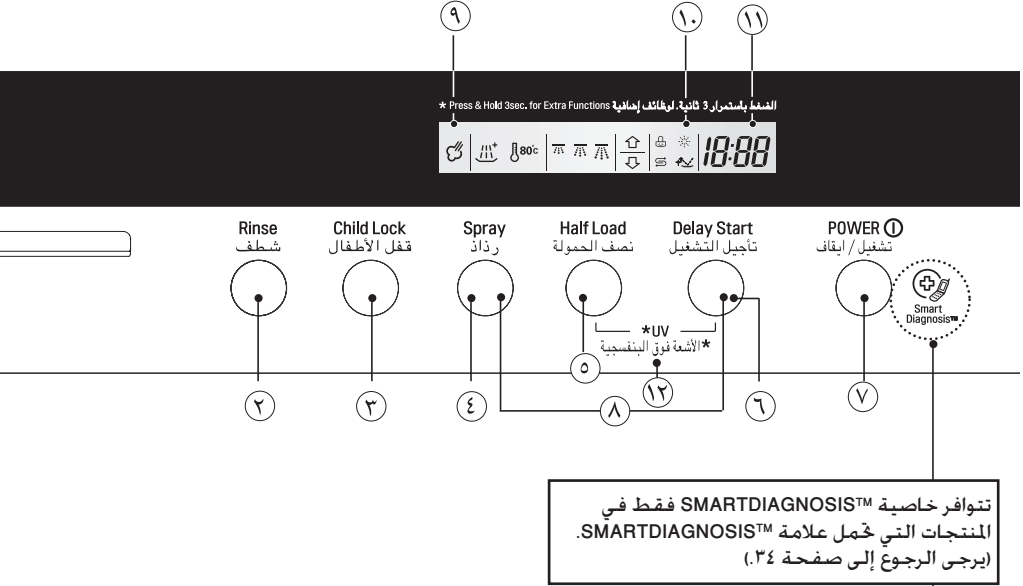 ٩ ١٠ ١١
* Press & Hold 3sec. for Extra Functions الضغط باستمرار 3 ثانية. لوظائف إضافية
80°c 18:88
Rinse Child Lock Spray Half Load Delay Start POWER
شطف قفل الأطفال رذاذ نصف الحمولة تأجيل التشغيل تشغيل / ايقاف
Smart
Diagnosis™
*UV
*الأشعة فوق البنفسجية
٢ ٣ ٤ ٥ ٨ ١٢ ٦ ٧
تتوافر خاصية SMARTDIAGNOSIS™ فقط في
المنتجات التي تحمل علامة SMARTDIAGNOSIS™.
(يرجى الرجوع إلى صفحة ٣٤.)